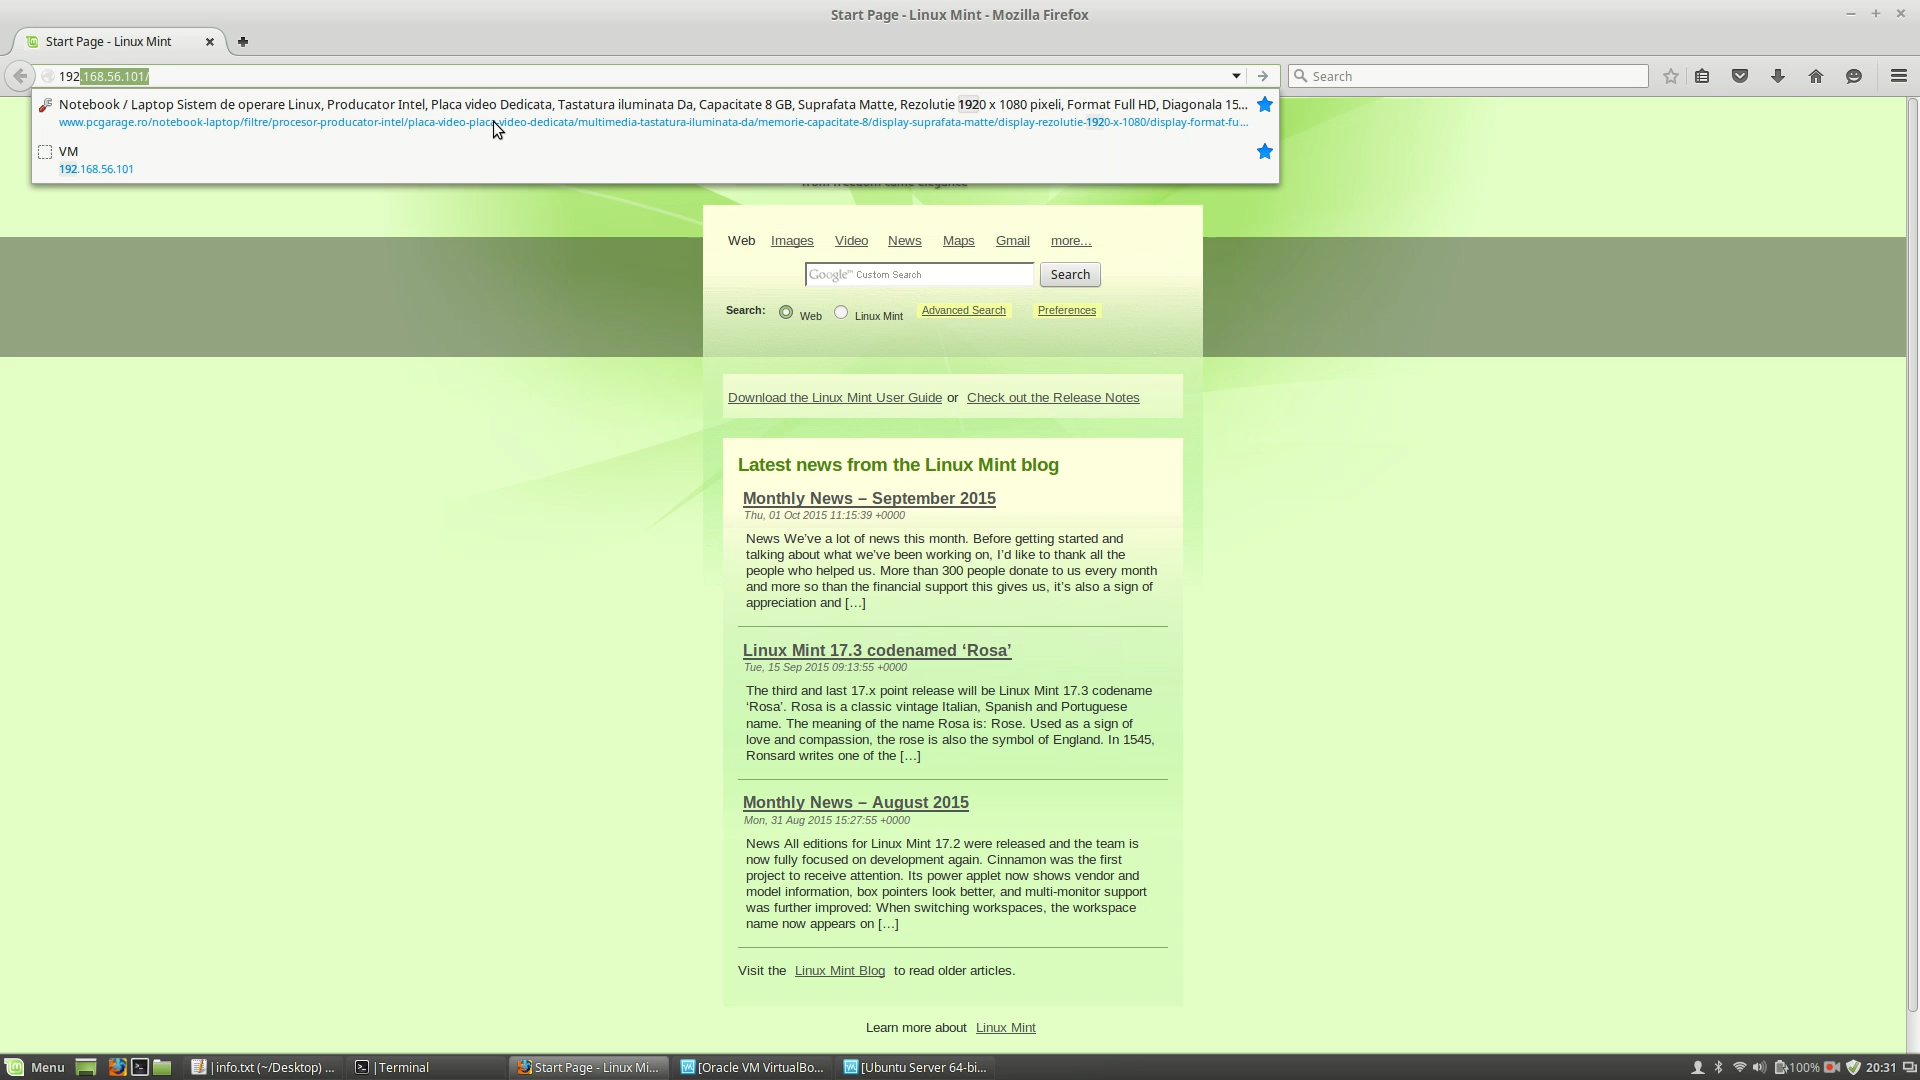 Start Page - Linux Mint - Mozilla Firefox
Start Page - Linux Mint
192.168.56.101/
Search
Notebook / Laptop Sistem de operare Linux, Producator Intel, Placa video Dedicata, Tastatura iluminata Da, Capacitate 8 GB, Suprafata Matte, Rezolutie 1920 x 1080 pixeli, Format Full HD, Diagonala 15...
www.pcgarage.ro/notebook-laptop/filtre/procesor-producator-intel/placa-video-placa-video-dedicata/multimedia-tastatura-iluminata-da/memorie-capacitate-8/display-suprafata-matte/display-rezolutie-1920-x-1080/display-format-fu...
VM
192.168.56.101
from freedom came elegance
Web Images Video News Maps Gmail more...
Google™ Custom Search Search
Search: Web Linux Mint Advanced Search Preferences
Download the Linux Mint User Guide or Check out the Release Notes
Latest news from the Linux Mint blog
Monthly News – September 2015
Thu, 01 Oct 2015 11:15:39 +0000
News We’ve a lot of news this month. Before getting started and
talking about what we’ve been working on, I’d like to thank all the
people who helped us. More than 300 people donate to us every month
and more so than the financial support this gives us, it’s also a sign of
appreciation and […]
Linux Mint 17.3 codenamed ‘Rosa’
Tue, 15 Sep 2015 09:13:55 +0000
The third and last 17.x point release will be Linux Mint 17.3 codename
‘Rosa’. Rosa is a classic vintage Italian, Spanish and Portuguese
name. The meaning of the name Rosa is: Rose. Used as a sign of
love and compassion, the rose is also the symbol of England. In 1545,
Ronsard writes one of the […]
Monthly News – August 2015
Mon, 31 Aug 2015 15:27:55 +0000
News All editions for Linux Mint 17.2 were released and the team is
now fully focused on development again. Cinnamon was the first
project to receive attention. Its power applet now shows vendor and
model information, box pointers look better, and multi-monitor support
was further improved: When switching workspaces, the workspace
name now appears on […]
Visit the Linux Mint Blog to read older articles.
Learn more about Linux Mint
Menu |info.txt (~/Desktop) ... |Terminal Start Page - Linux Mi... [Oracle VM VirtualBo... [Ubuntu Server 64-bi... 100% 20:31